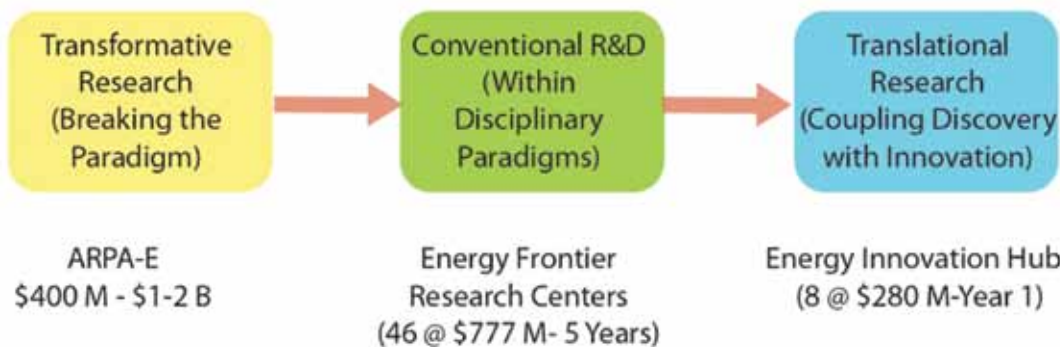 Transformative
Research
(Breaking the
Paradigm)
Conventional R&D
(Within
Disciplinary
Paradigms)
Translational
Research
(Coupling Discovery
with Innovation)
ARPA-E
$400 M - $1-2 B
Energy Frontier
Research Centers
(46 @ $777 M- 5 Years)
Energy Innovation Hub
(8 @ $280 M-Year 1)